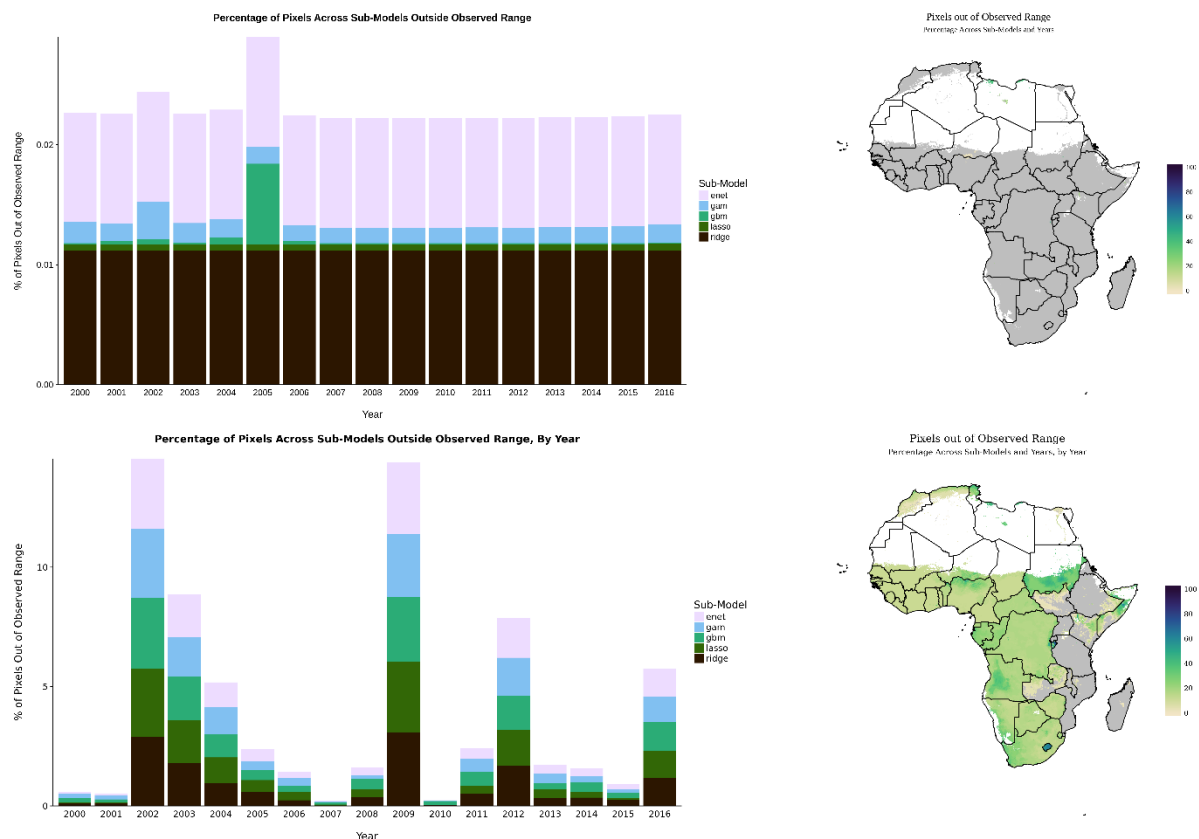 Percentage of Pixels Across Sub-Models Outside Observed Range
% of Pixels Out of Observed Range
0.02
0.01
0.00
2000 2001 2002 2003 2004 2005 2006 2007 2008 2009 2010 2011 2012 2013 2014 2015 2016
Year
Sub-Model
enet
gam
gbm
lasso
ridge
Pixels out of Observed Range
Percentage Across Sub-Models and Years
100
80
60
40
20
0
Percentage of Pixels Across Sub-Models Outside Observed Range, By Year
% of Pixels Out of Observed Range
10
5
0
2000 2001 2002 2003 2004 2005 2006 2007 2008 2009 2010 2011 2012 2013 2014 2015 2016
Year
Sub-Model
enet
gam
gbm
lasso
ridge
Pixels out of Observed Range
Percentage Across Sub-Models and Years, by Year
100
80
60
40
20
0